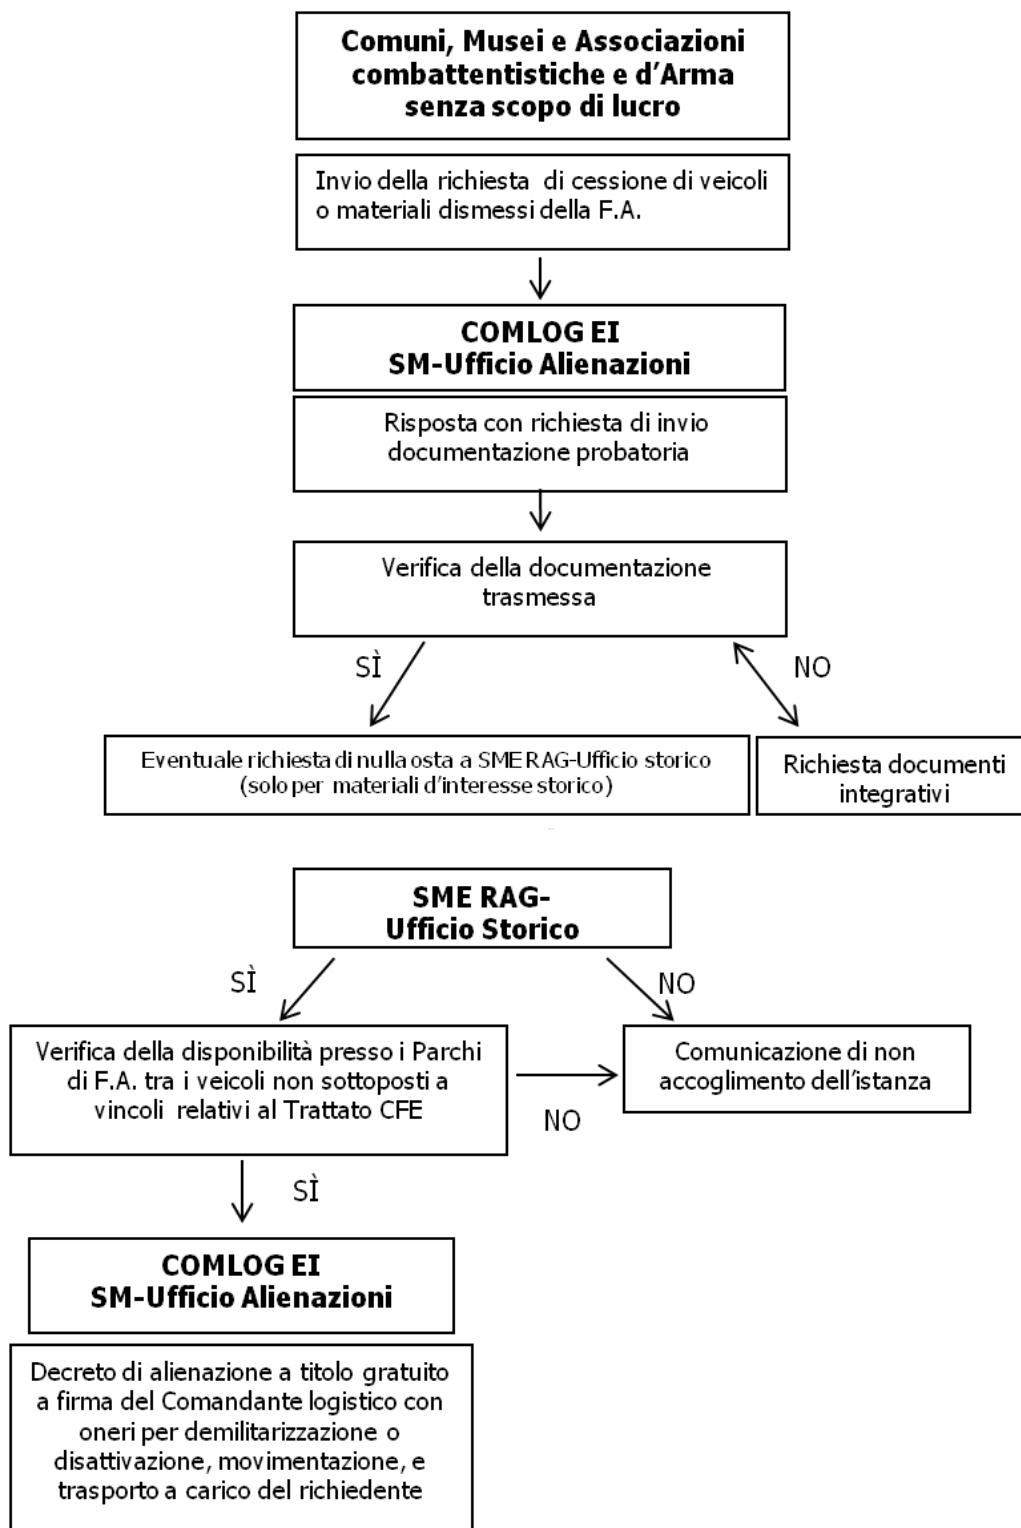 Comuni, Musei e Associazioni
combattentistiche e d'Arma
senza scopo di lucro
Invio della richiesta di cessione di veicoli
o materiali dismessi della F.A.
COMLOG EI
SM-Ufficio Alienazioni
Risposta con richiesta di invio
documentazione probatoria
Verifica della documentazione
trasmessa
SÌ
NO
Eventuale richiesta di nulla osta a SME RAG-Ufficio storico
(solo per materiali d'interesse storico)
Richiesta documenti
integrativi
SME RAG-
Ufficio Storico
SÌ
NO
Verifica della disponibilità presso i Parchi
di F.A. tra i veicoli non sottoposti a
vincoli relativi al Trattato CFE
Comunicazione di non
accoglimento dell'istanza
NO
SÌ
COMLOG EI
SM-Ufficio Alienazioni
Decreto di alienazione a titolo gratuito
a firma del Comandante logistico con
oneri per demilitarizzazione o
disattivazione, movimentazione, e
trasporto a carico del richiedente